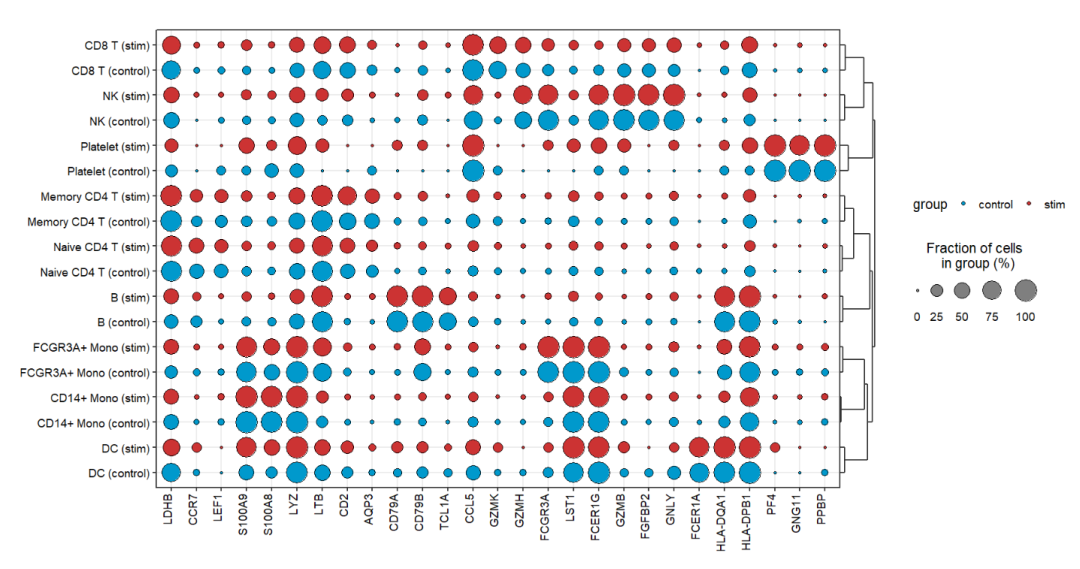 CD8 T (stim)
CD8 T (control)
NK (stim)
NK (control)
Platelet (stim)
Platelet (control)
Memory CD4 T (stim)
Memory CD4 T (control)
Naive CD4 T (stim)
Naive CD4 T (control)
B (stim)
B (control)
FCGR3A+ Mono (stim)
FCGR3A+ Mono (control)
CD14+ Mono (stim)
CD14+ Mono (control)
DC (stim)
DC (control)
LDHB
CCR7
LEF1
S100A9
S100A8
LYZ
LTB
CD2
AQP3
CD79A
CD79B
TCL1A
CCL5
GZMK
GZMH
FCGR3A
LST1
FCER1G
GZMB
FGFBP2
GNLY
FCER1A
HLA-DQA1
HLA-DPB1
PF4
GNG11
PPBP
group control stim
Fraction of cells
in group (%)
0 25 50 75 100